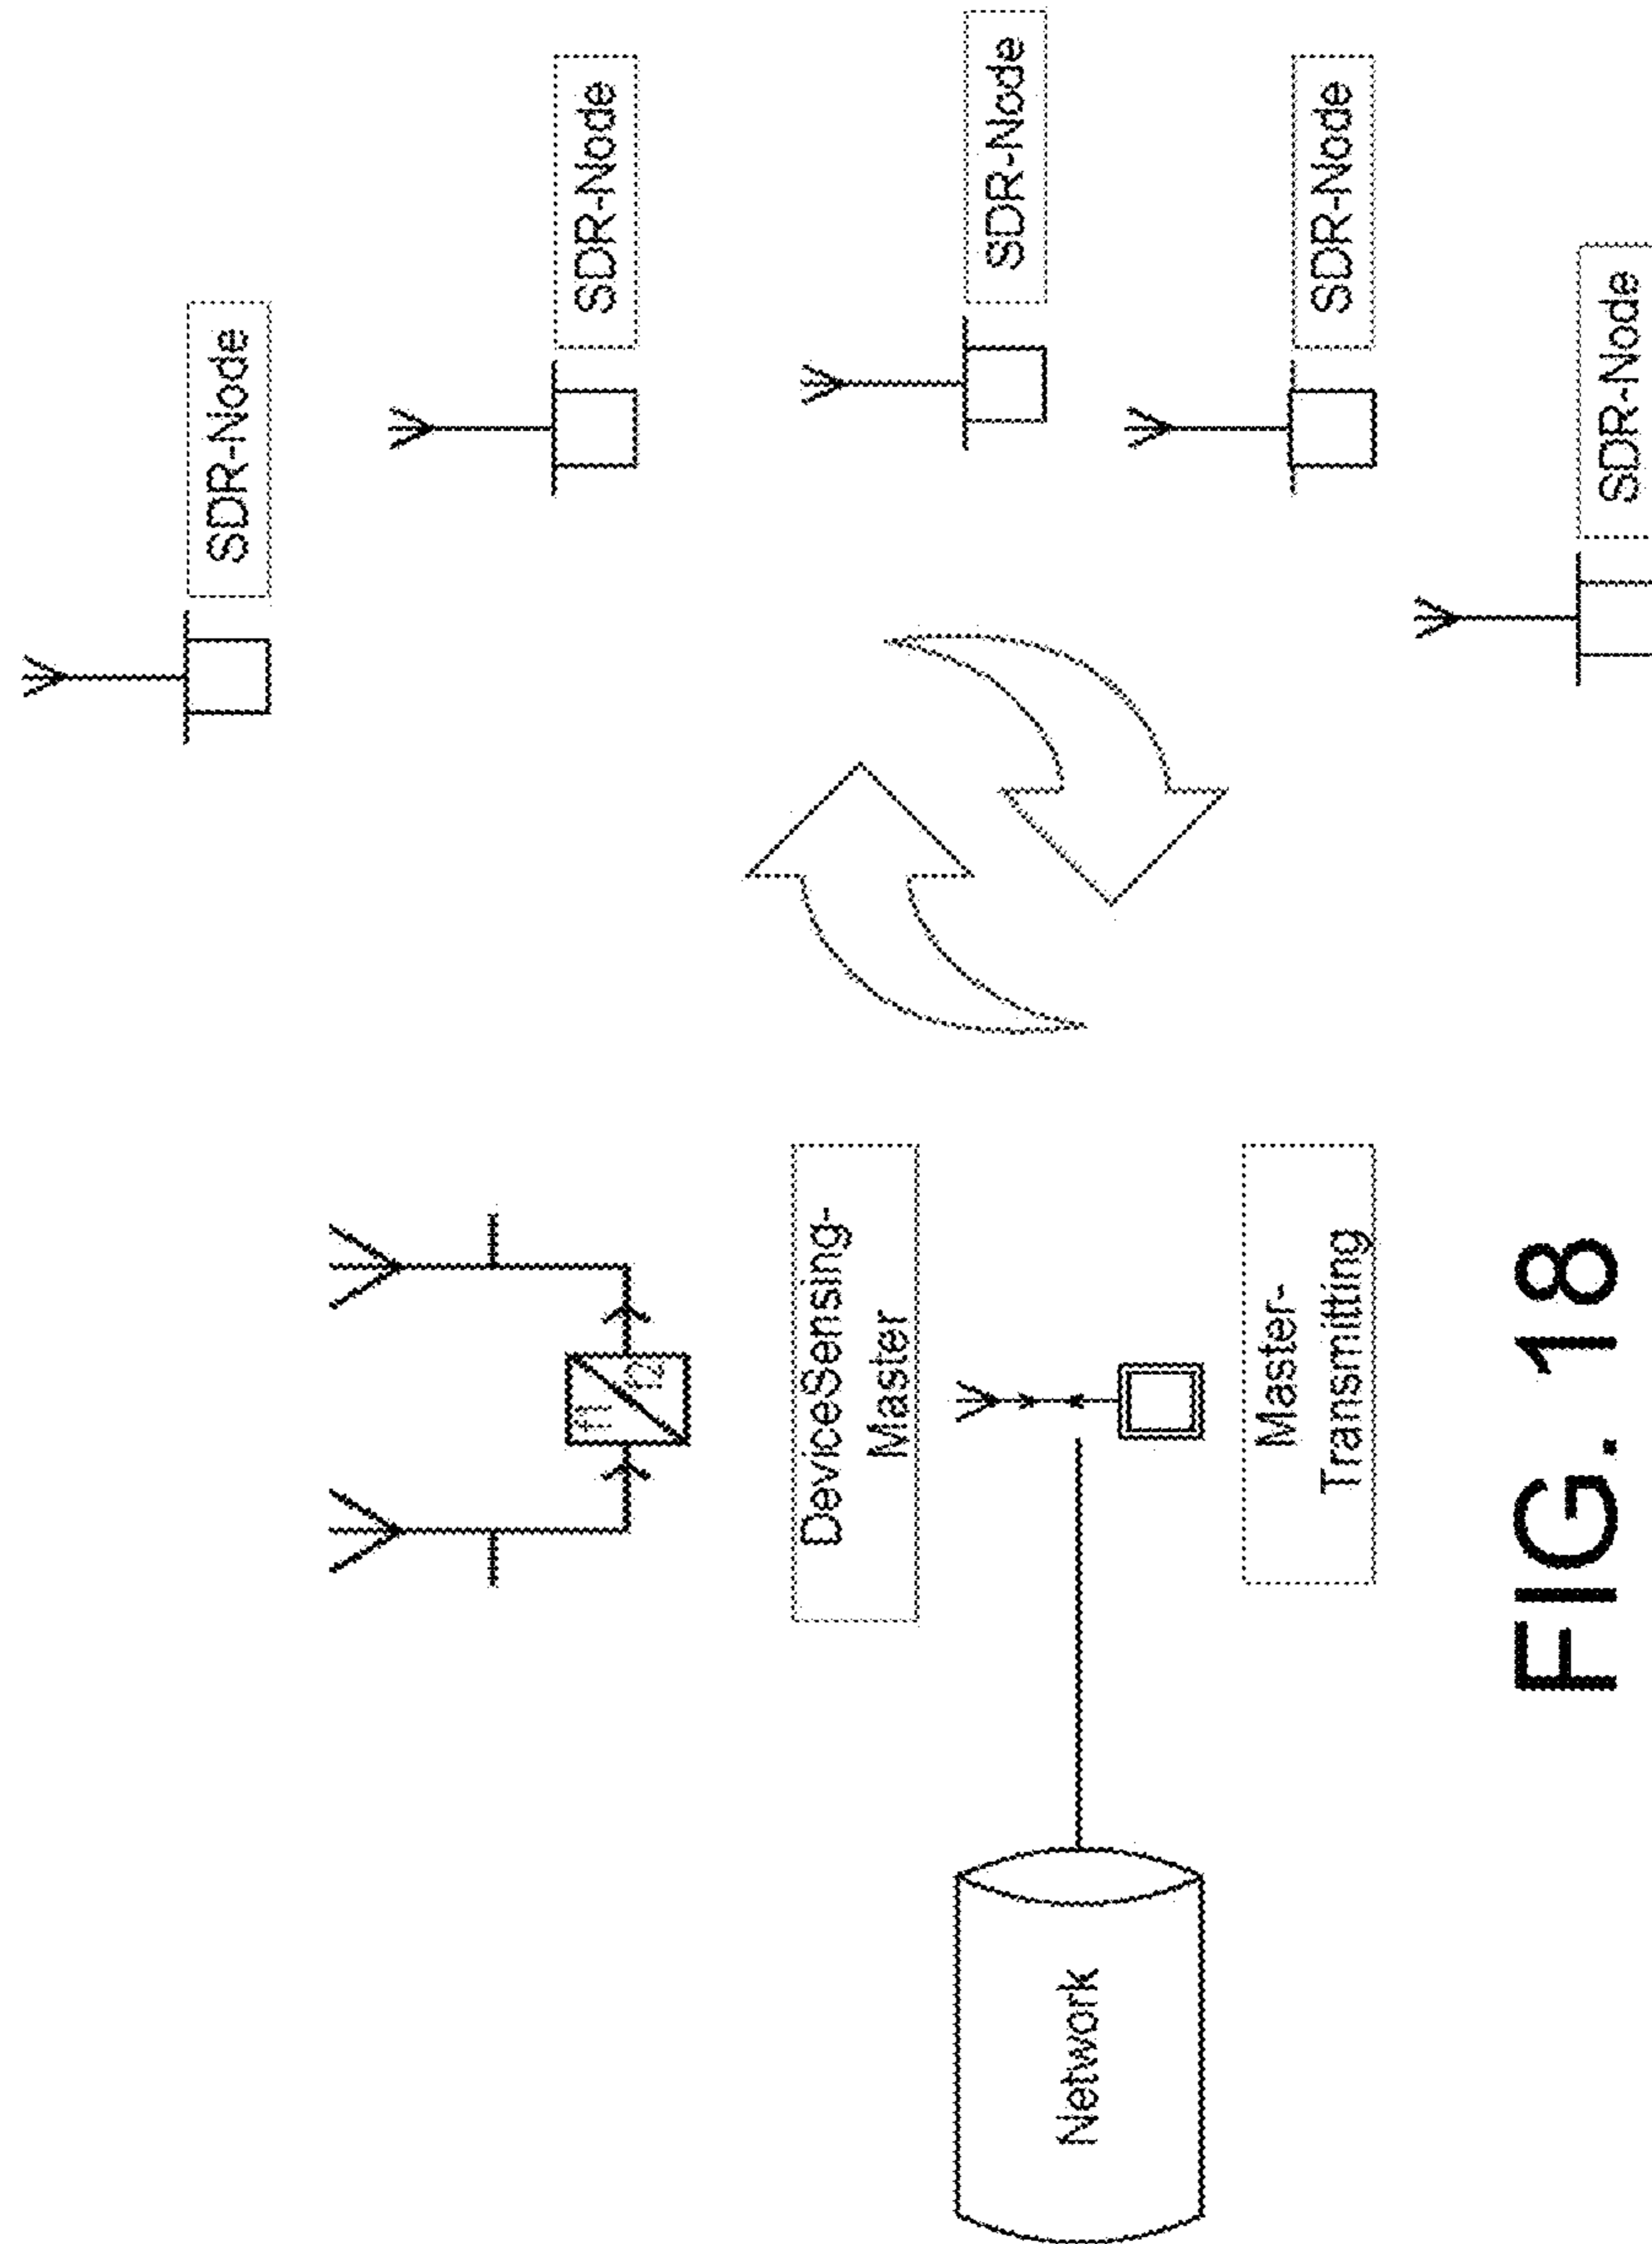 SDR-Node
SDR-Node
SDR-Node
SDR-Node
SDR-Node
f1
f2
DeviceSensing-
Master
Master-
Transmitting
Network
FIG. 18